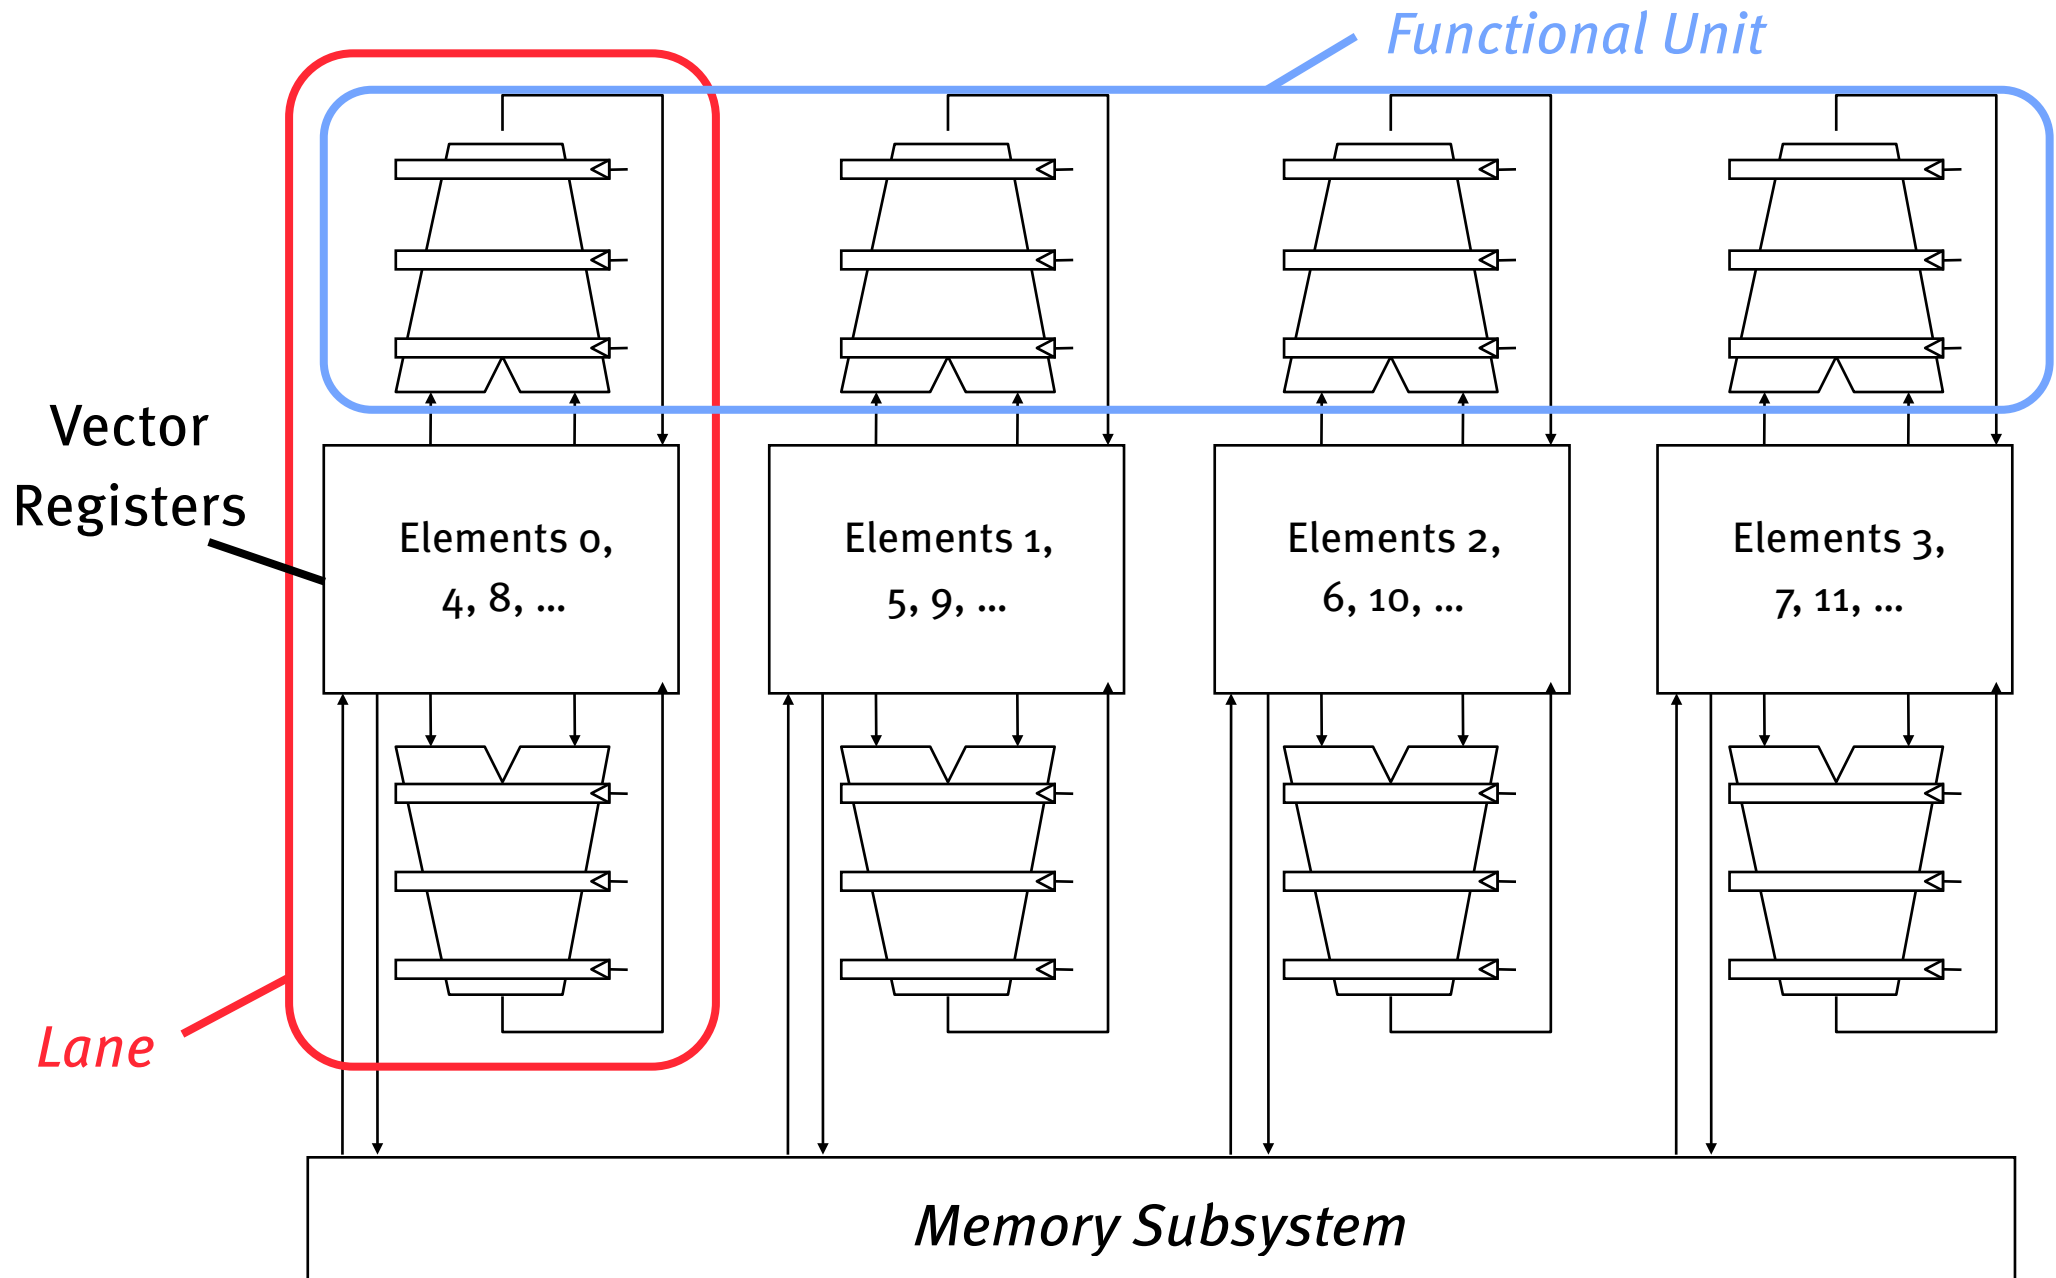 Functional Unit
Vector
Registers
Elements 0,
4, 8, ...
Elements 1,
5, 9, ...
Elements 2,
6, 10, ...
Elements 3,
7, 11, ...
Lane
Memory Subsystem